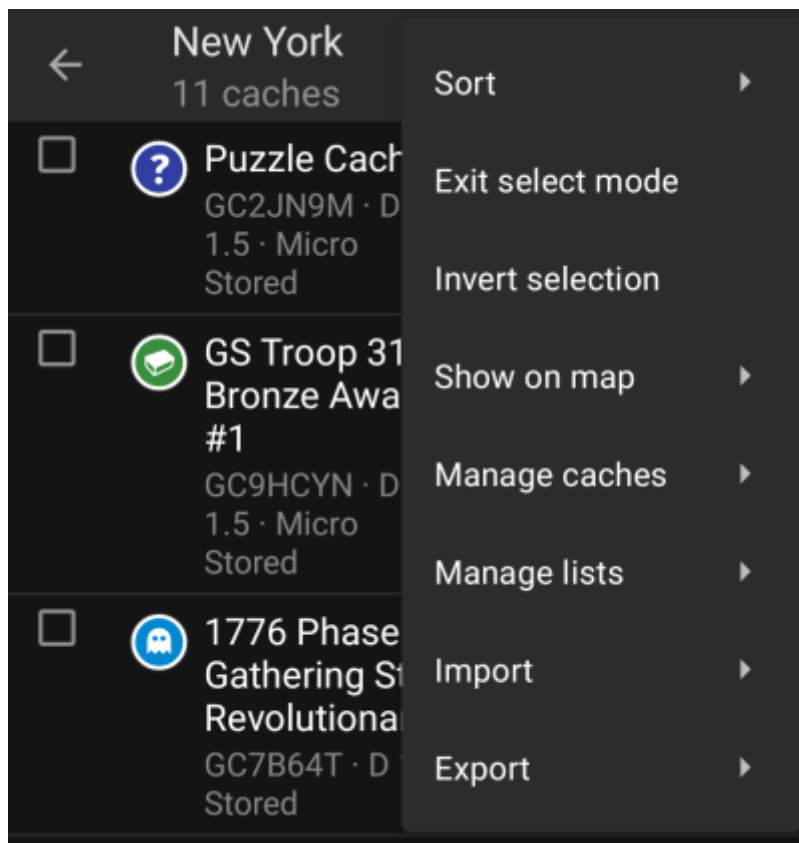 New York
11 caches
Puzzle Cach
GC2JN9M · D
1.5 · Micro
Stored
GS Troop 31
Bronze Awa
#1
GC9HCYN · D
1.5 · Micro
Stored
1776 Phase
Gathering St
Revolutiona
GC7B64T · D
Stored
Sort
Exit select mode
Invert selection
Show on map
Manage caches
Manage lists
Import
Export